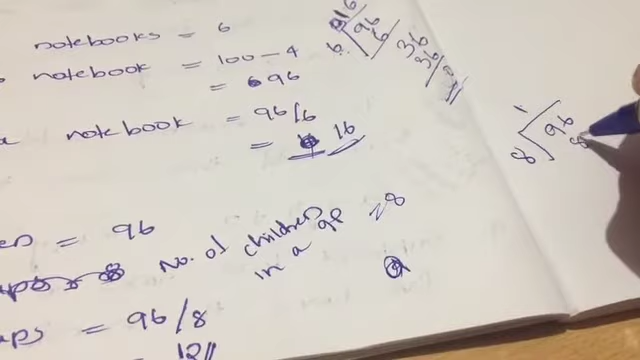 notebooks = 6
notebook = 100 - 4
= 96
notebook = 96/6
= 16
6 96
6
36
36
= 96
No. of children
in a gp = 8
= 96/8
12
1
8 96
8